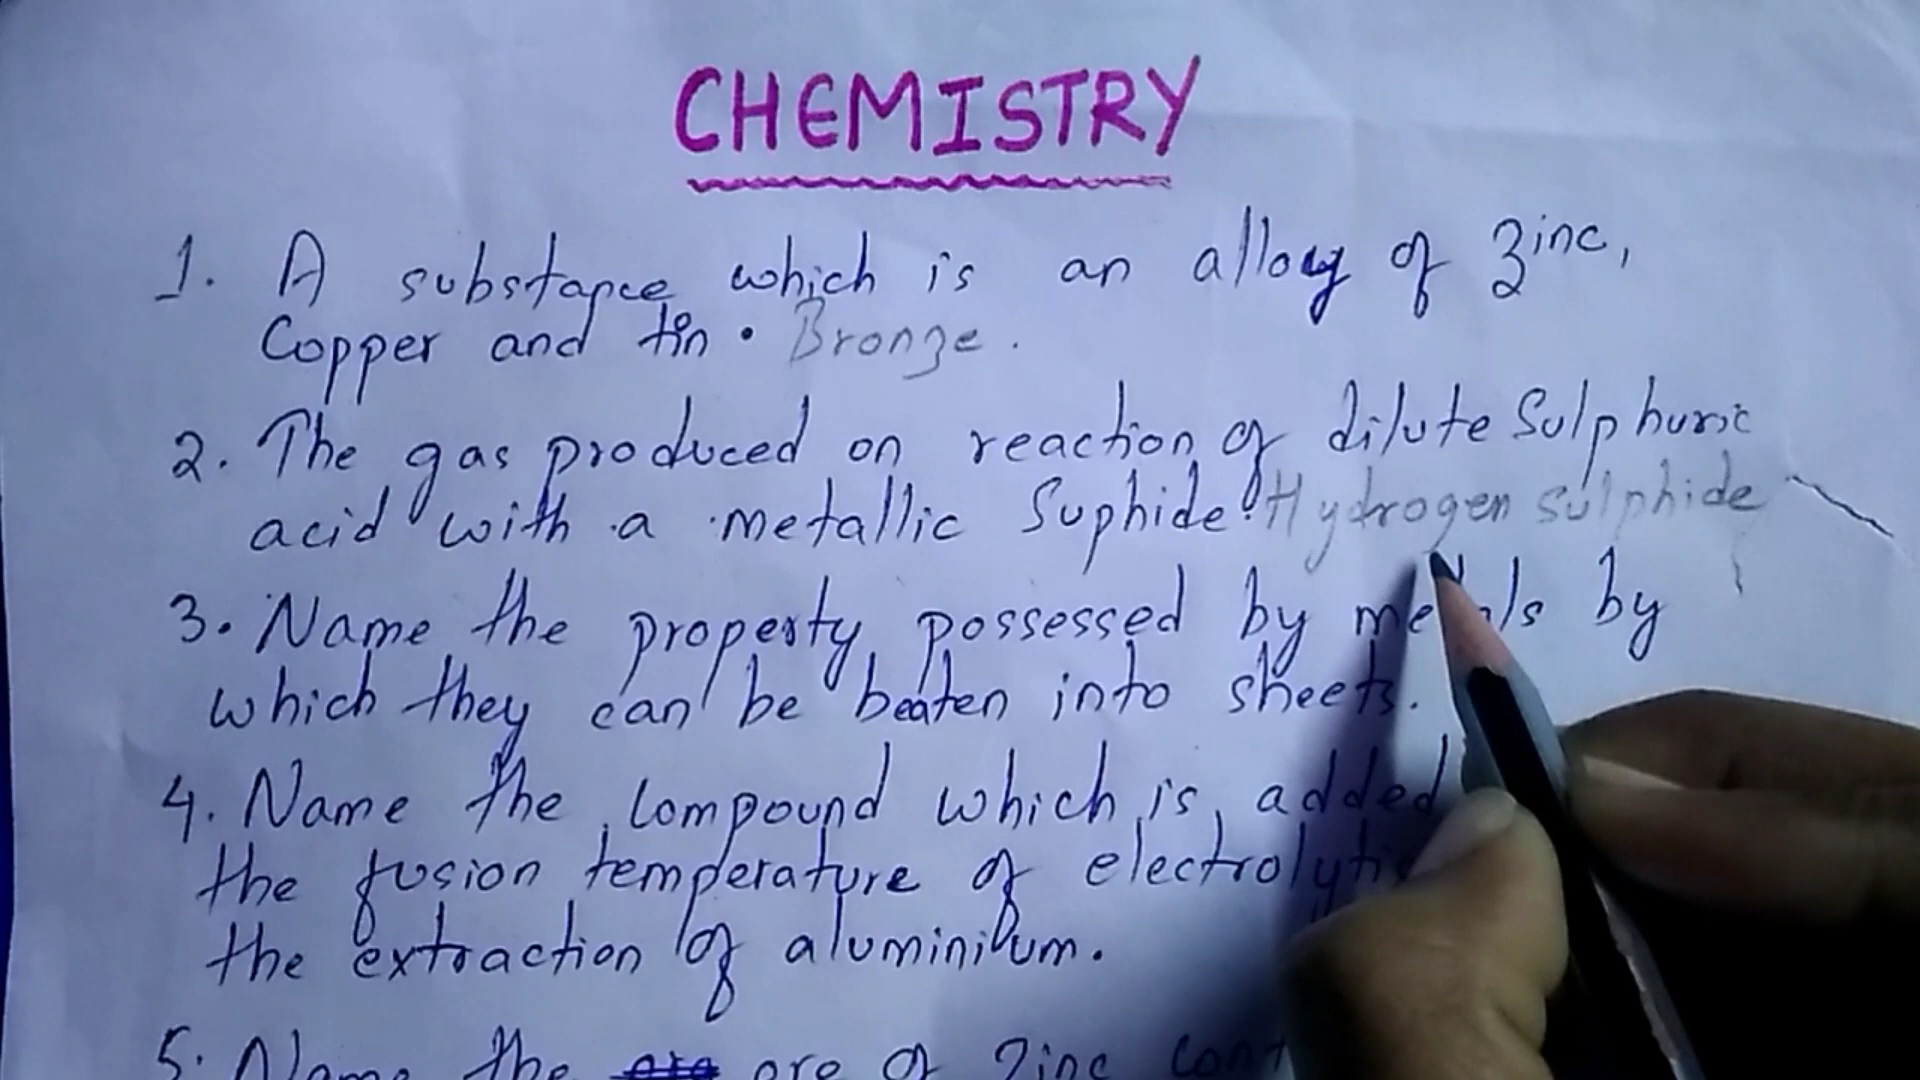 CHEMISTRY
1. A substance which is an alloy of Zinc,
Copper and tin. Bronze.
2. The gas produced on reaction of dilute Sulphuric
acid with a metallic Suphide. Hydrogen sulphide
3. Name the property possessed by by
which they can be beaten into sheets.
4. Name the compound which is added
the fusion temperature of
the extraction of aluminium.
5. Name the ore of Zinc